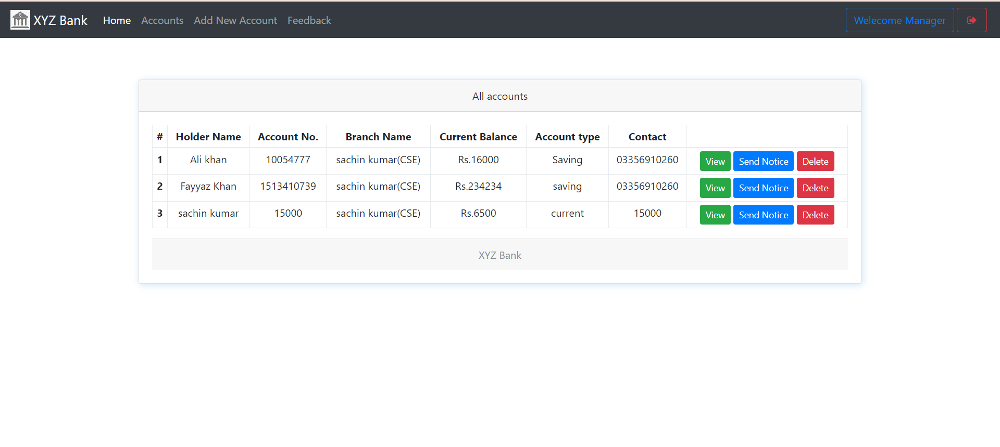 XYZ Bank Home Accounts Add New Account Feedback Welecome Manager
All accounts
# Holder Name Account No. Branch Name Current Balance Account type Contact
1 Ali khan 10054777 sachin kumar(CSE) Rs.16000 Saving 03356910260 View Send Notice Delete
2 Fayyaz Khan 1513410739 sachin kumar(CSE) Rs.234234 saving 03356910260 View Send Notice Delete
3 sachin kumar 15000 sachin kumar(CSE) Rs.6500 current 15000 View Send Notice Delete
XYZ Bank